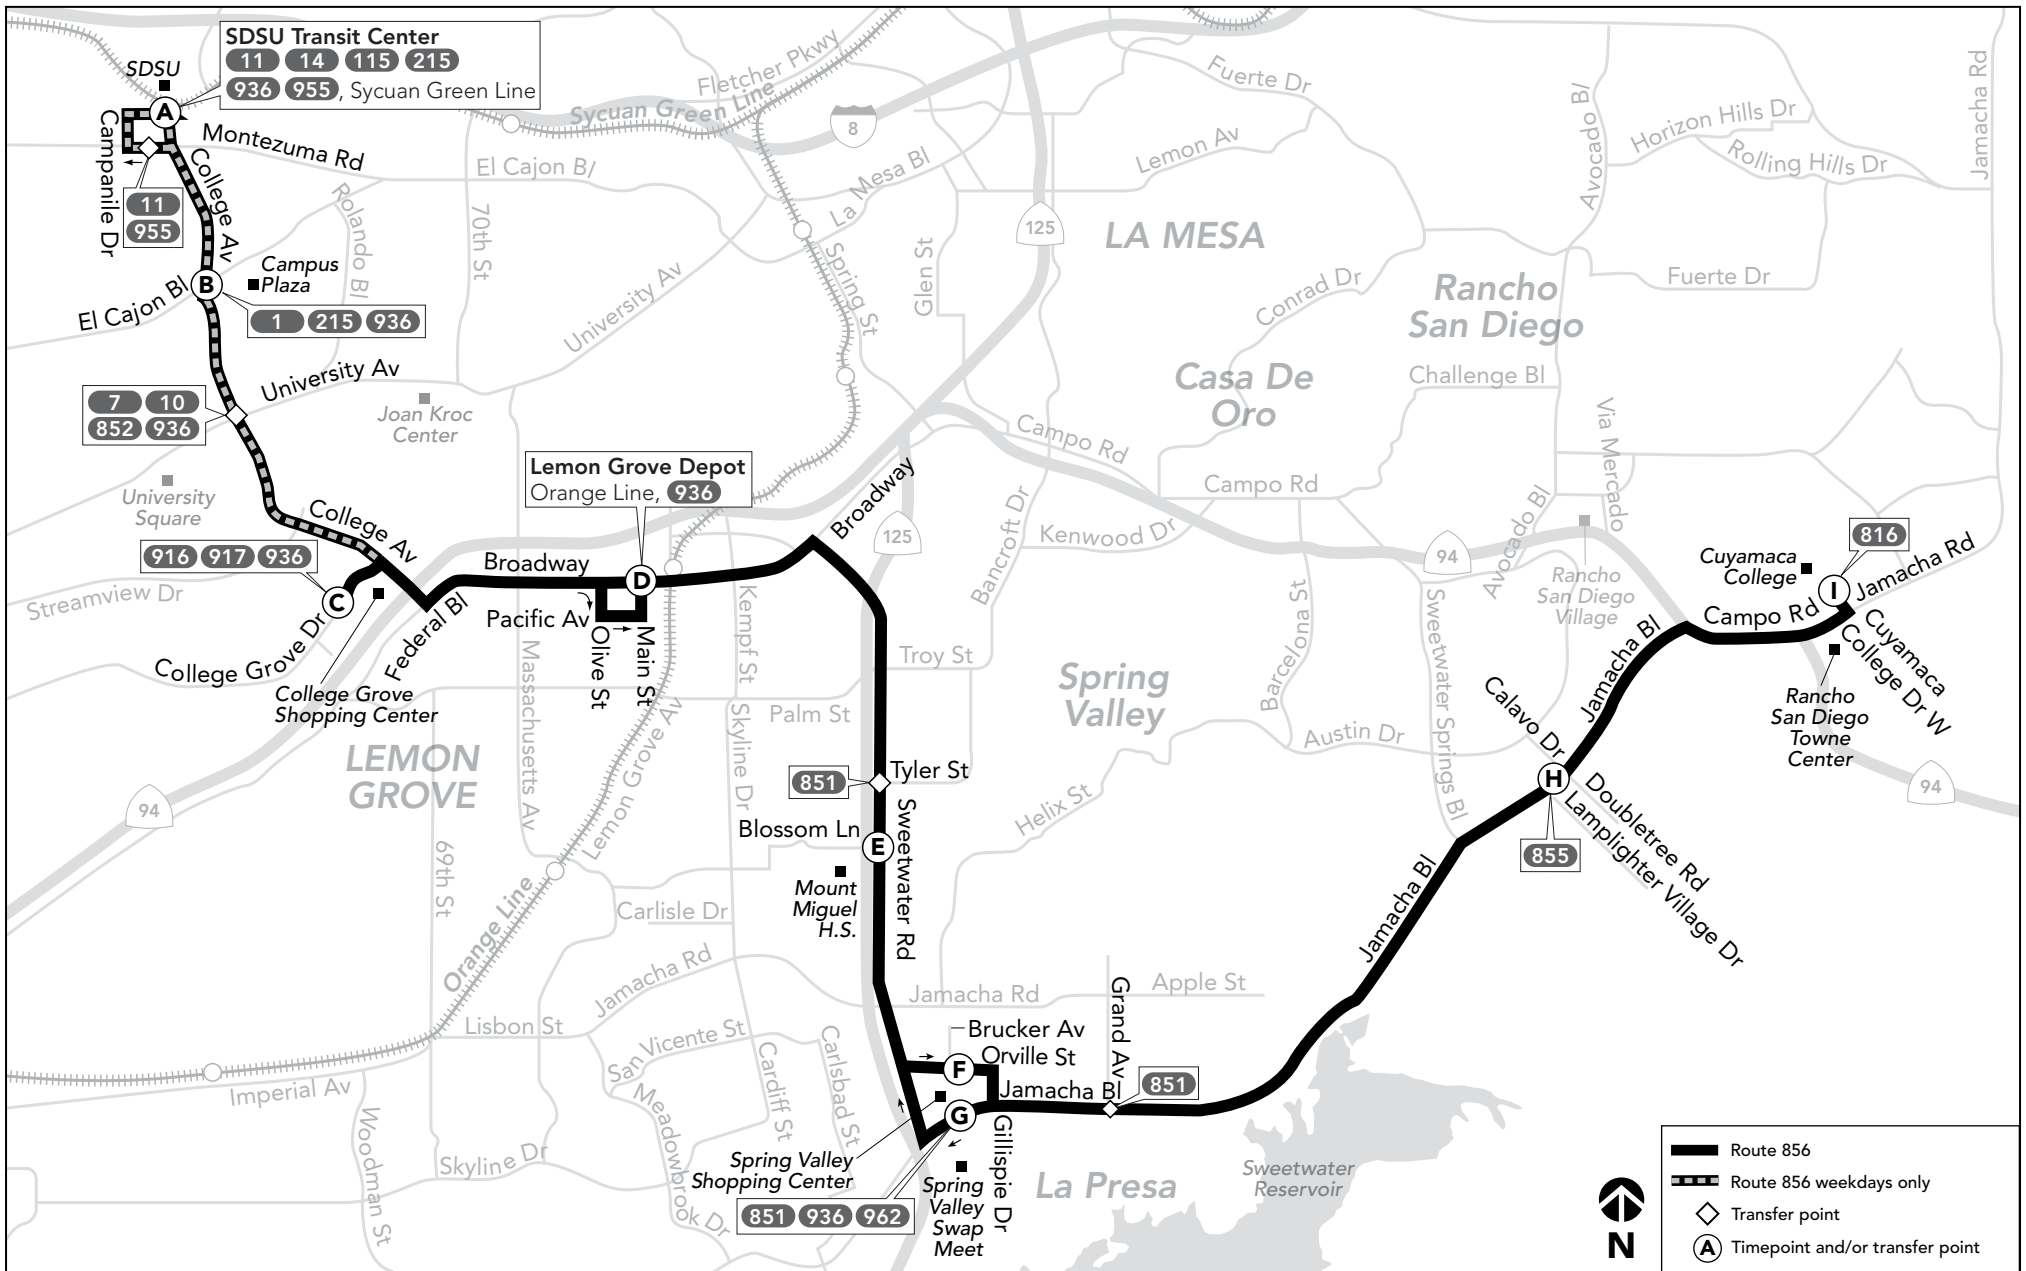 SDSU Transit Center
11 14 115 215
936 955, Sycuan Green Line
SDSU
A
Campanile Dr
Montezuma Rd
College Av
11
955
Fletcher Pkwy
Sycuan Green Line
8
El Cajon Bl
La Mesa Bl
Rolando Bl
70th St
Spring St
Glen St
125
Fuerte Dr
Lemon Av
LA MESA
Avocapo Bl
Horizon Hills Dr
Rolling Hills Dr
Jamacha Rd
B
Campus
Plaza
El Cajon Bl
1 215 936
University Av
Conrad Dr
Rancho
San Diego
Fuerte Dr
University Av
7 10
852 936
Joan Kroc
Center
Casa De
Oro
Challenge Bl
Via Mercado
University
Square
Lemon Grove Depot
Orange Line, 936
Campo Rd
Campo Rd
Broadway
College Av
916 917 936
C
Streamview Dr
College Grove Dr
Broadway
D
Pacific Av
Olive St
Main St
Federal Bl
College Grove
Shopping Center
125
Bancroft Dr
Kenwood Dr
94
Avocado Bl
Rancho
San Diego
Village
Cuyamaca
College
816
I
Jamacha Rd
Campo Rd
Cuyamaca
College Dr W
Rancho
San Diego
Towne
Center
94
Kempf St
Massachusetts Av
Lemon Grove Av
Troy St
Palm St
Skyline Dr
Spring
Valley
Barcelona St
Sweetwater Springs Bl
Austin Dr
Jamacha Bl
Calavo Dr
H
Doubletree Rd
Lamplighter Village Dr
855
LEMON
GROVE
94
851
Tyler St
Blossom Ln
E
Sweetwater Rd
Mount
Miguel
H.S.
Helix St
69th St
Orange Line
Carlisle Dr
Jamacha Bl
Jamacha Rd
Jamacha Rd
Apple St
Grand Av
Lisbon St
San Vicente St
Cardiff St
Carlsbad St
Brucker Av
Orville St
F
Jamacha Bl
851
Imperial Av
Meadowbrook Dr
G
Gillispie Dr
Woodman St
Skyline Dr
Spring Valley
Shopping Center
851 936 962
Spring
Valley
Swap
Meet
La Presa
Sweetwater
Reservoir
N
Route 856
Route 856 weekdays only
Transfer point
A Timepoint and/or transfer point